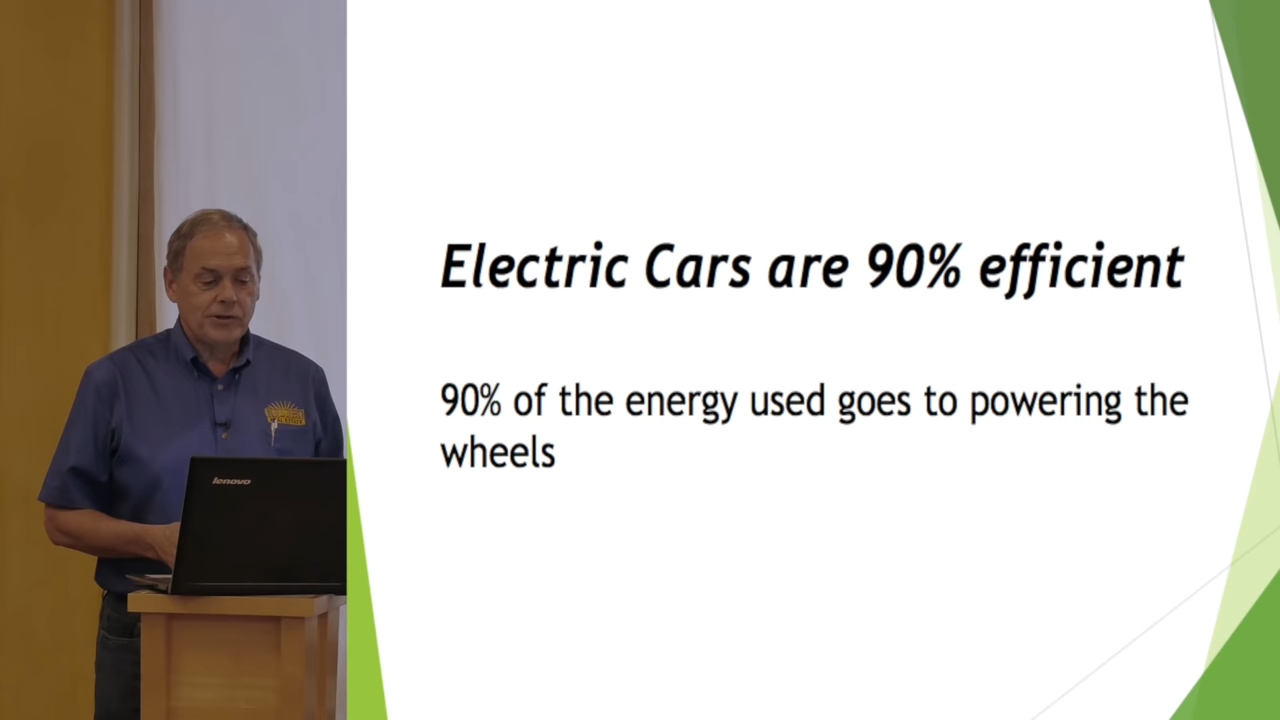 Electric Cars are 90% efficient
90% of the energy used goes to powering the
wheels
lenovo